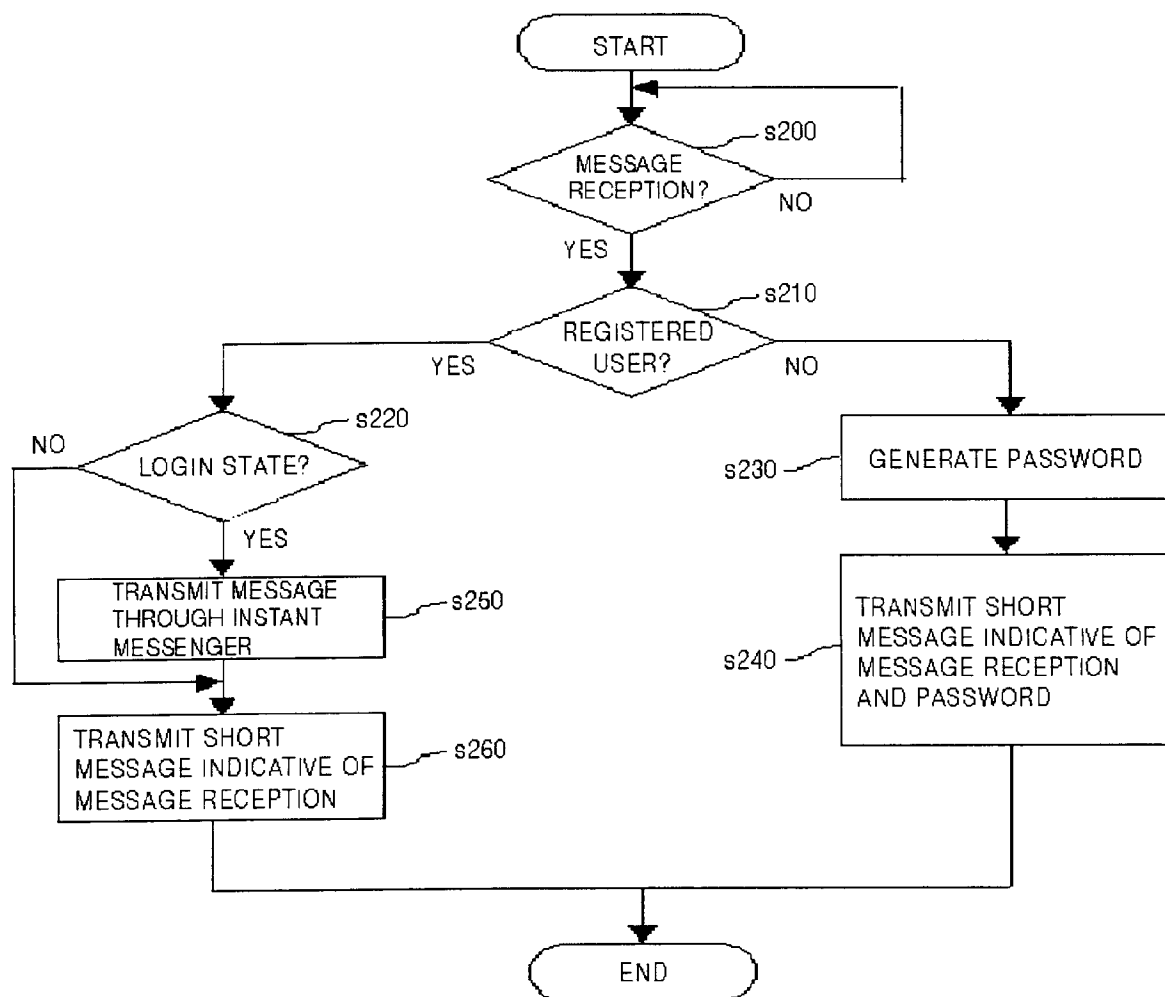 START
s200
MESSAGE
RECEPTION?
NO
YES
s210
REGISTERED
USER?
YES
NO
s220
NO
LOGIN STATE?
YES
s230
GENERATE PASSWORD
TRANSMIT MESSAGE
THROUGH INSTANT
MESSENGER
s250
s240
TRANSMIT SHORT
MESSAGE INDICATIVE OF
MESSAGE RECEPTION
AND PASSWORD
TRANSMIT SHORT
MESSAGE INDICATIVE OF
MESSAGE RECEPTION
s260
END